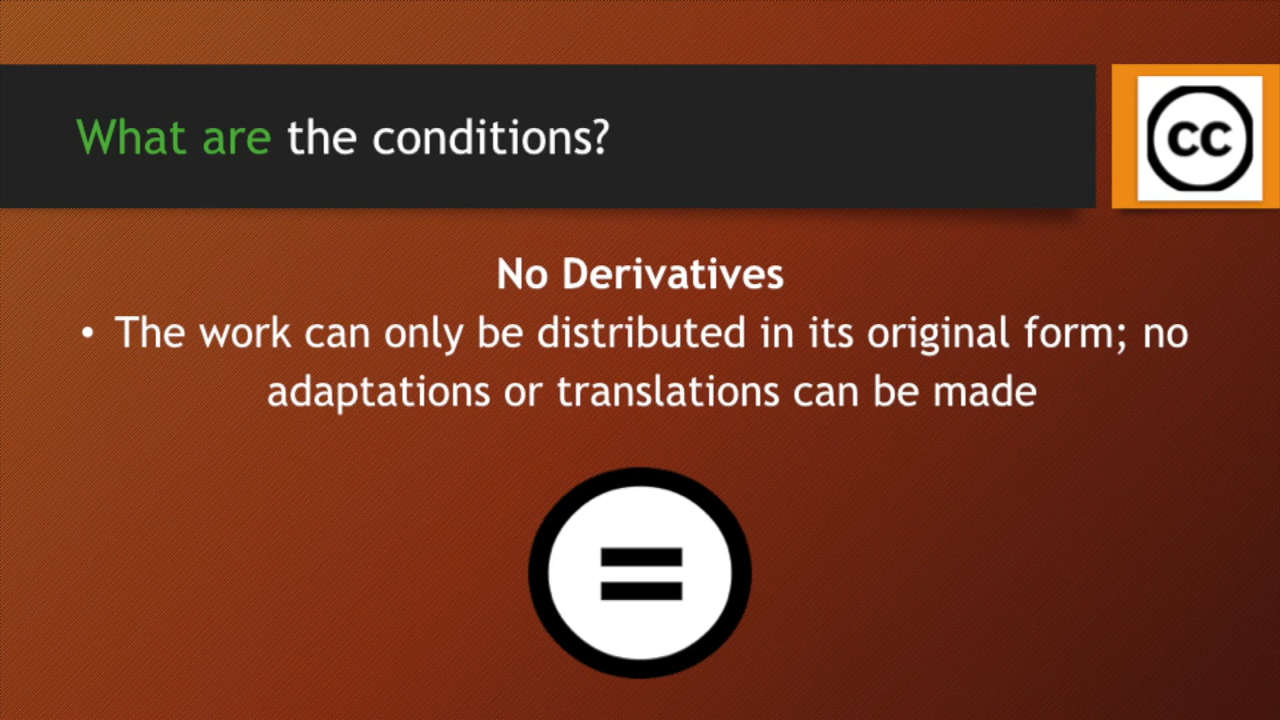 What are the conditions?
CC
No Derivatives
• The work can only be distributed in its original form; no
adaptations or translations can be made
=